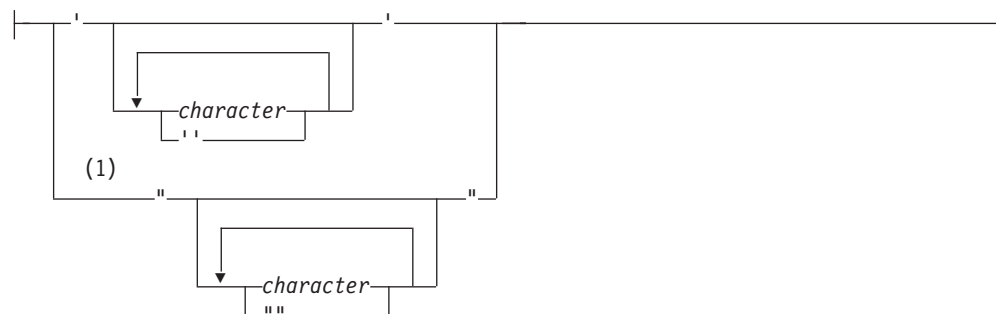 ' '
character
''
(1)
" "
character
""